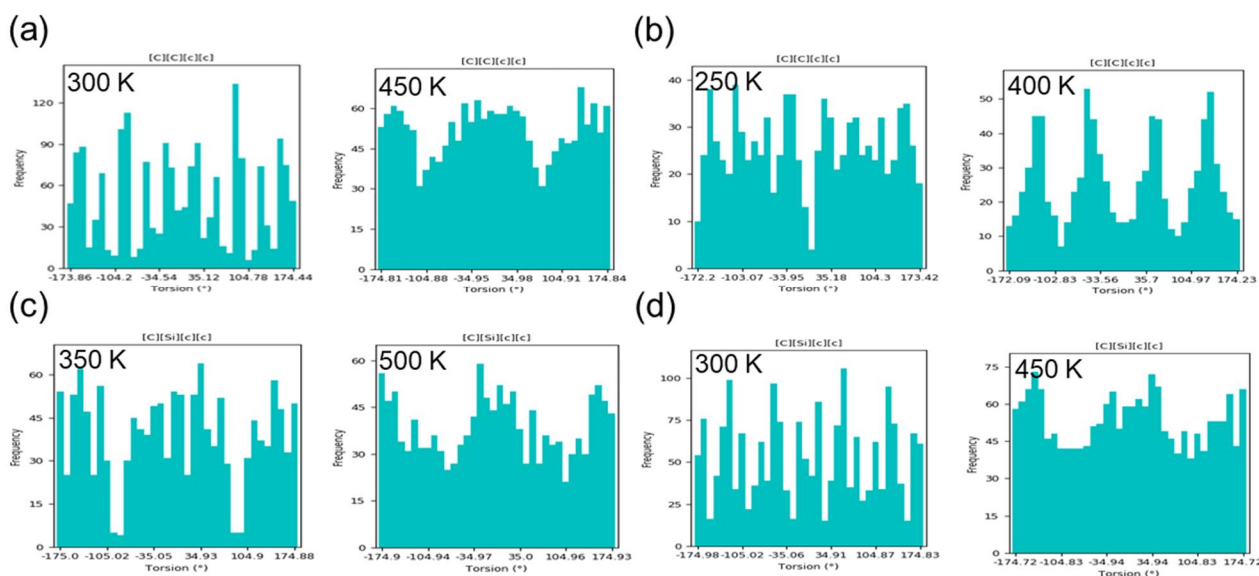 (a)
[C][C][c][c]
300 K
Frequency
120
90
60
30
0
-173.86 -104.2 -34.54 35.12 104.78 174.44
Torsion (°)
[C][C][c][c]
450 K
Frequency
90
75
60
45
30
15
0
-174.81 -104.88 -34.95 34.98 104.91 174.84
Torsion (°)
(b)
[C][C][c][c]
250 K
Frequency
40
30
20
10
0
-172.2 -103.07 -33.95 35.18 104.3 173.42
Torsion (°)
[C][C][c][c]
400 K
Frequency
50
40
30
20
10
0
-172.09 -102.83 -33.56 35.7 104.97 174.23
Torsion (°)
(c)
[C][Si][c][c]
350 K
Frequency
60
45
30
15
0
-175.0 -105.02 -35.05 34.93 104.9 174.88
Torsion (°)
[C][Si][c][c]
500 K
Frequency
60
45
30
15
0
-174.9 -104.94 -34.97 35.0 104.96 174.93
Torsion (°)
(d)
[C][Si][c][c]
300 K
Frequency
100
75
50
25
0
-174.98 -105.02 -35.06 34.91 104.87 174.83
Torsion (°)
[C][Si][c][c]
450 K
Frequency
75
60
45
30
15
0
-174.72 -104.83 -34.94 34.94 104.83
Torsion (°)